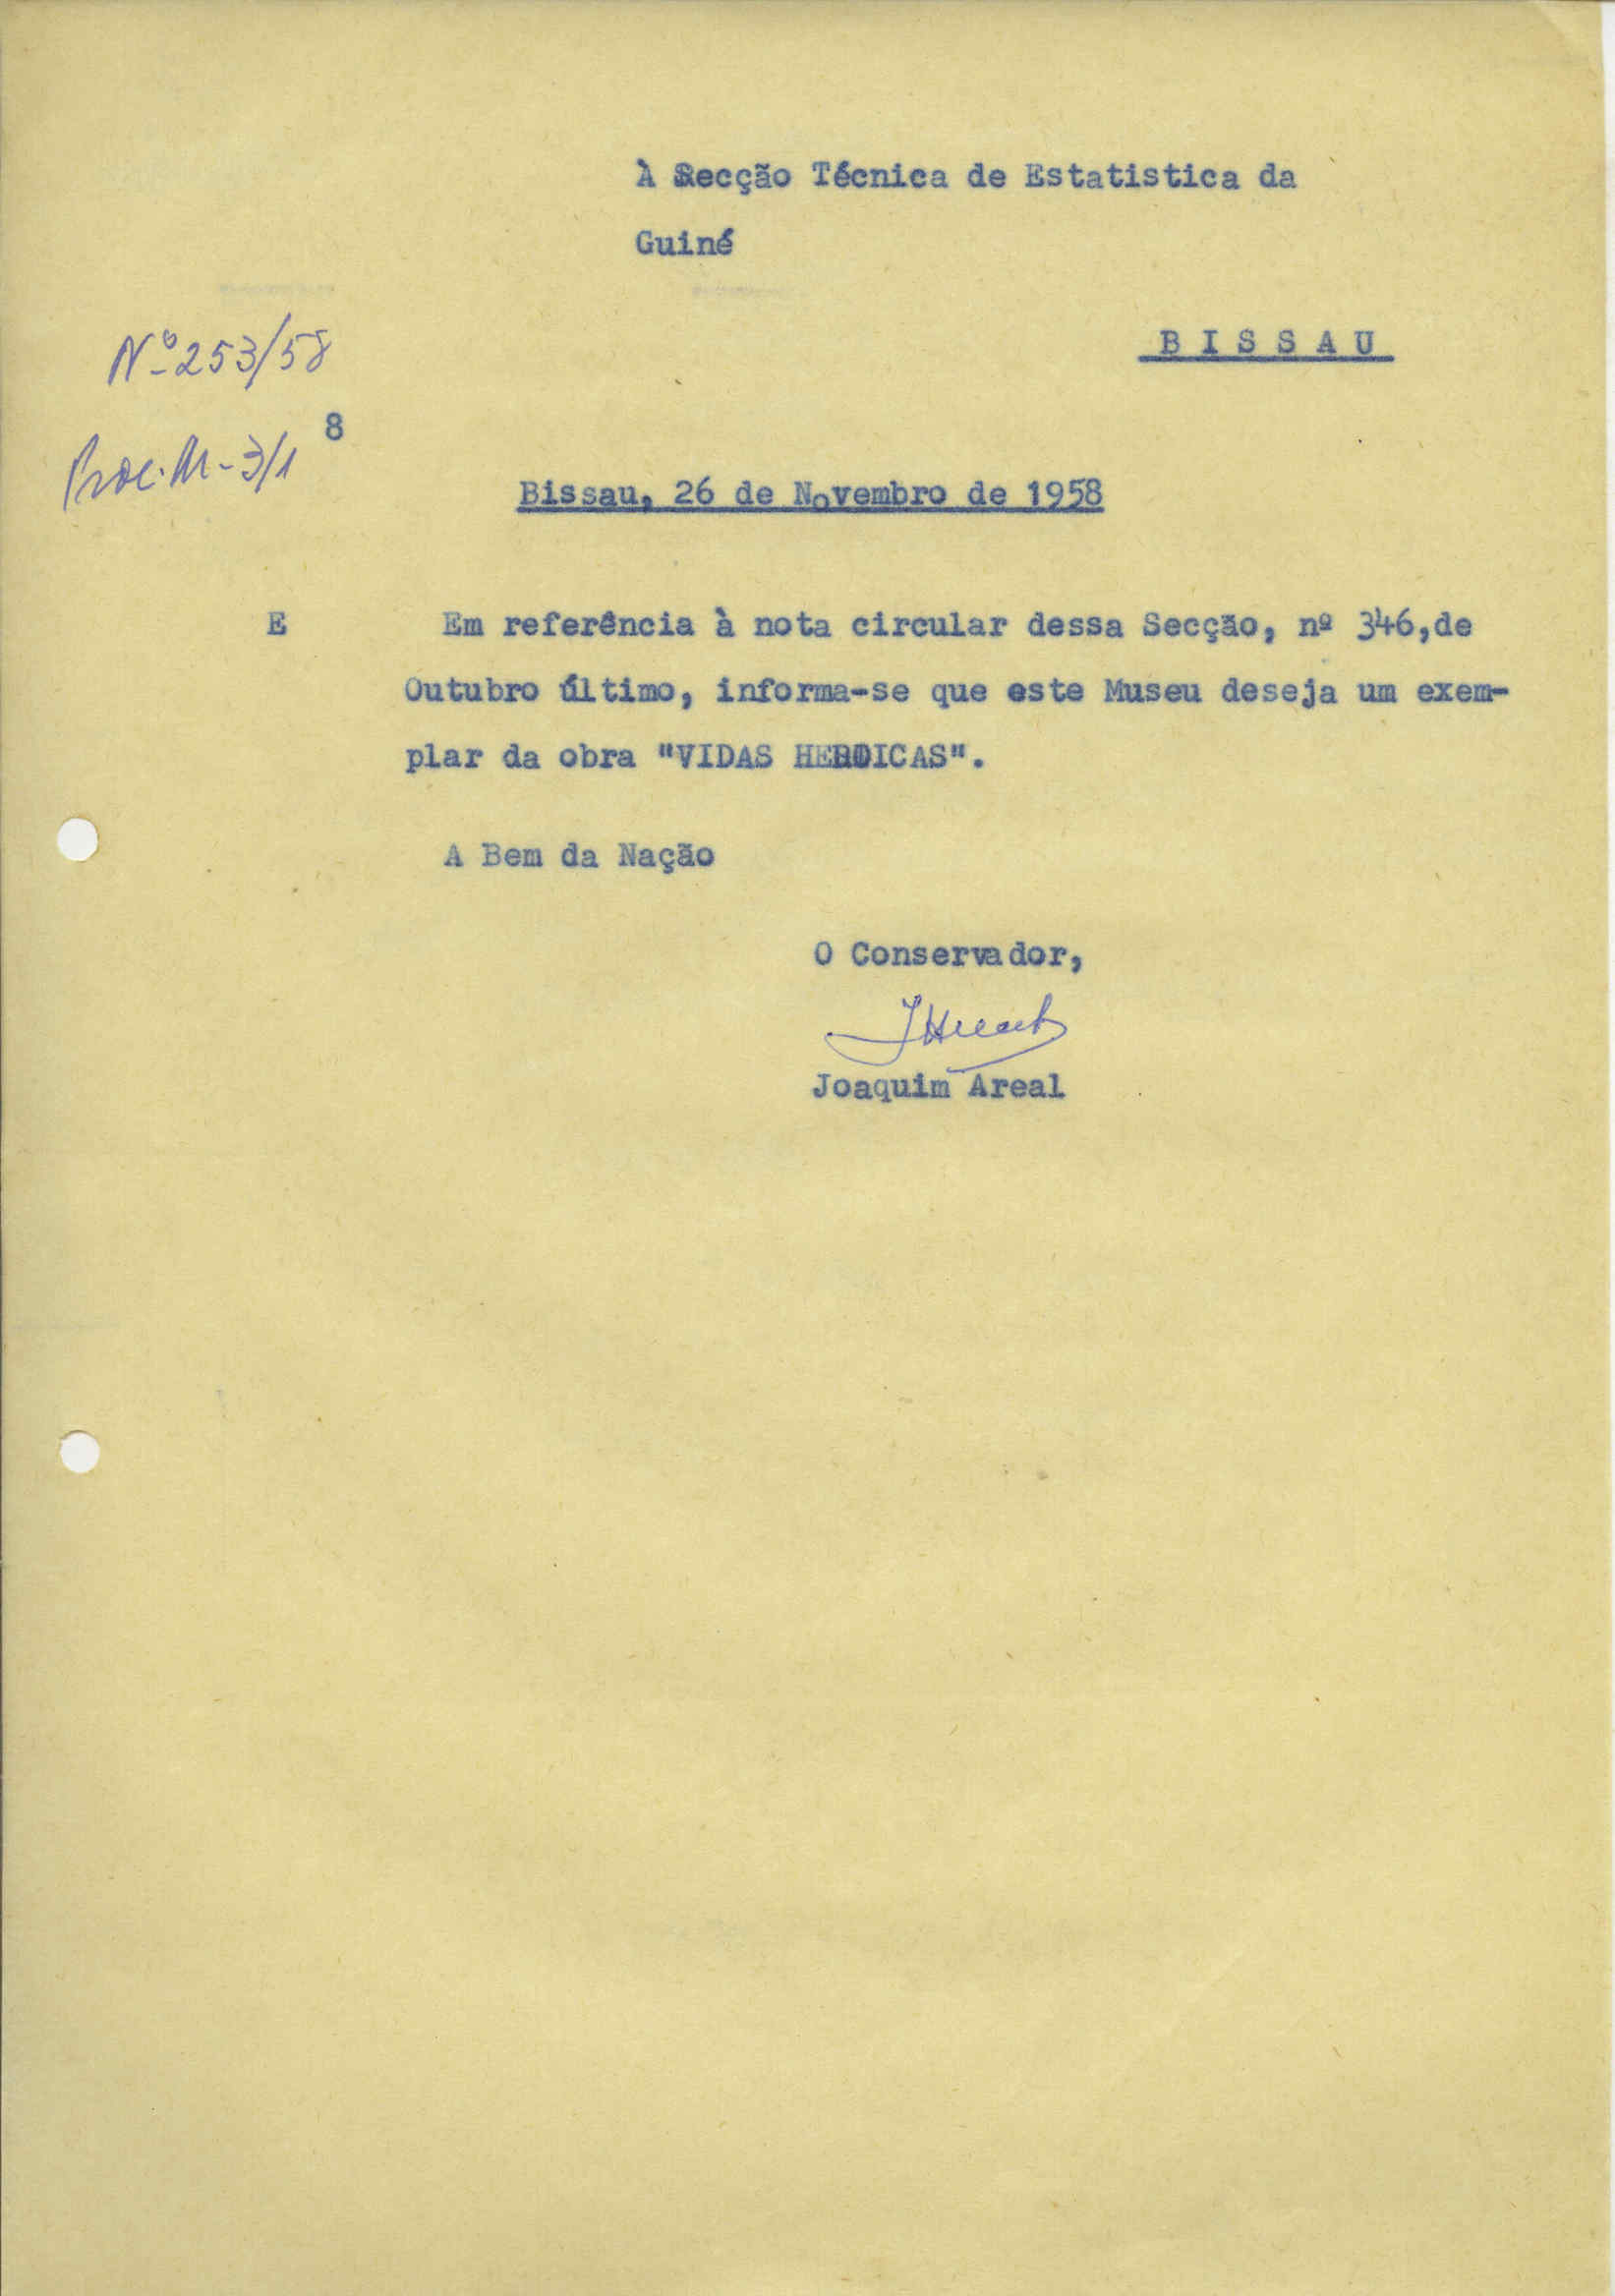 À Secção Técnica de Estatistica da
Guiné
B I S S A U
Nº 253/58
8
Proc. M-3/1
Bissau, 26 de Novembro de 1958
E
Em referência à nota circular dessa Secção, nº 346,de
Outubro último, informa-se que este Museu deseja um exem-
plar da obra "VIDAS HEROICAS".
A Bem da Nação
O Conservador,
Joaquim Areal